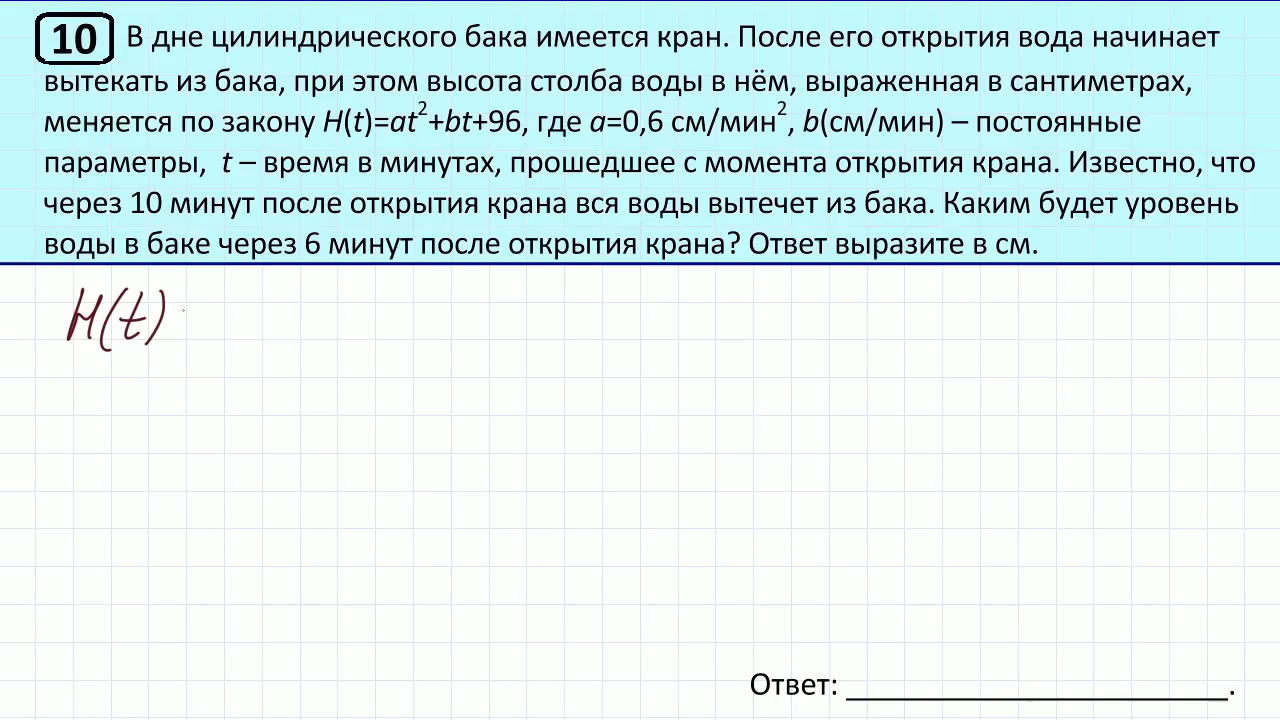 10 В дне цилиндрического бака имеется кран. После его открытия вода начинает
вытекать из бака, при этом высота столба воды в нём, выраженная в сантиметрах,
меняется по закону H(t)=at²+bt+96, где a=0,6 см/мин², b(см/мин) – постоянные
параметры, t – время в минутах, прошедшее с момента открытия крана. Известно, что
через 10 минут после открытия крана вся воды вытечет из бака. Каким будет уровень
воды в баке через 6 минут после открытия крана? Ответ выразите в см.
H(t)
Ответ: ________________________.